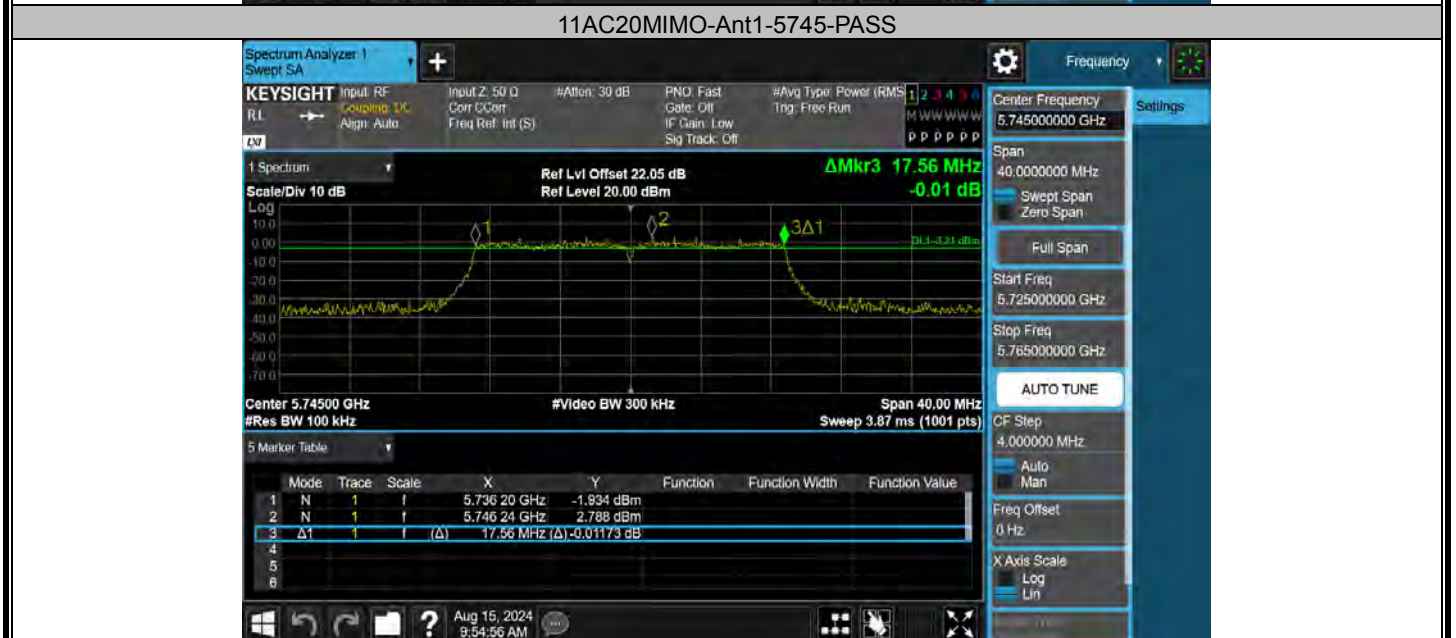 11AC20MIMO-Ant1-5745-PASS
Spectrum Analyzer 1
Swept SA
+
Frequency
KEYSIGHT
RL
LXI
Input: RF
Coupling: DC
Align: Auto
Input Z: 50 Ω
Corr CCorr
Freq Ref: Int (S)
#Atten: 30 dB
PNO: Fast
Gate: Off
IF Gain: Low
Sig Track: Off
#Avg Type: Power (RMS
Trig: Free Run
1 2 3 4 5 6
M W W W W W
P P P P P P
1 Spectrum
Scale/Div 10 dB
Ref Lvl Offset 22.05 dB
Ref Level 20.00 dBm
ΔMkr3 17.56 MHz
-0.01 dB
Log
10.0
0.00
-10.0
-20.0
-30.0
-40.0
-50.0
-60.0
-70.0
1
2
3Δ1
DL1 -3.21 dBm
Center 5.74500 GHz
#Res BW 100 kHz
#Video BW 300 kHz
Span 40.00 MHz
Sweep 3.87 ms (1001 pts)
5 Marker Table
Mode Trace Scale X Y Function Function Width Function Value
1 N 1 f 5.736 20 GHz -1.934 dBm
2 N 1 f 5.746 24 GHz 2.788 dBm
3 Δ1 1 f (Δ) 17.56 MHz (Δ) -0.01173 dB
4
5
6
?
Aug 15, 2024
9:54:56 AM
Center Frequency
5.745000000 GHz
Settings
Span
40.0000000 MHz
Swept Span
Zero Span
Full Span
Start Freq
5.725000000 GHz
Stop Freq
5.765000000 GHz
AUTO TUNE
CF Step
4.000000 MHz
Auto
Man
Freq Offset
0 Hz
X Axis Scale
Log
Lin